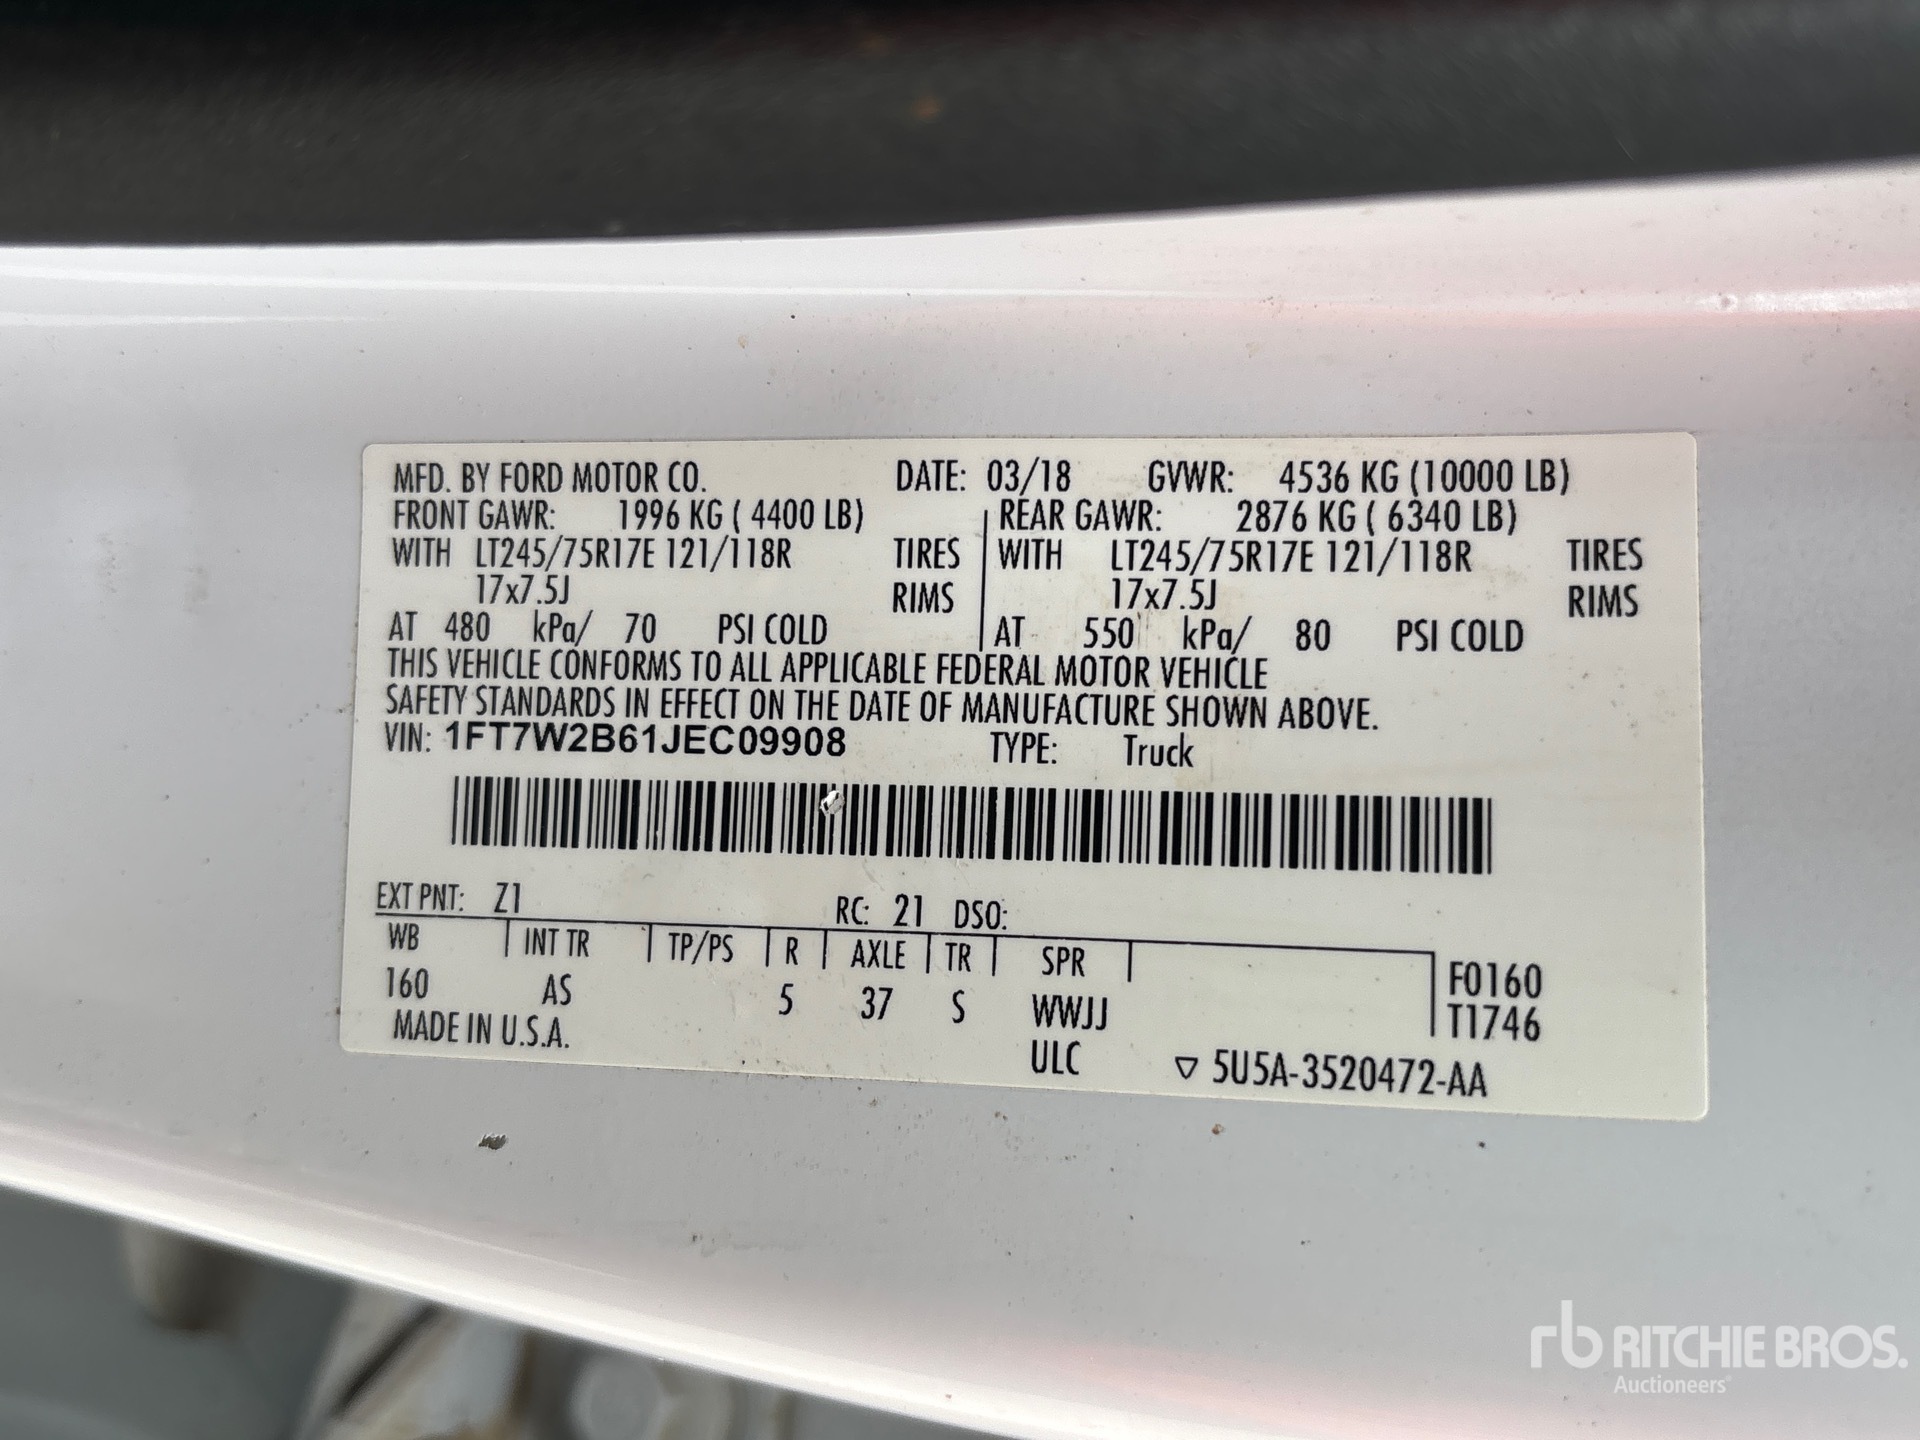 MFD. BY FORD MOTOR CO. DATE: 03/18 GVWR: 4536 KG (10000 LB)
FRONT GAWR: 1996 KG ( 4400 LB) REAR GAWR: 2876 KG ( 6340 LB)
WITH LT245/75R17E 121/118R TIRES WITH LT245/75R17E 121/118R TIRES
17x7.5J RIMS 17x7.5J RIMS
AT 480 kPa/ 70 PSI COLD AT 550 kPa/ 80 PSI COLD
THIS VEHICLE CONFORMS TO ALL APPLICABLE FEDERAL MOTOR VEHICLE
SAFETY STANDARDS IN EFFECT ON THE DATE OF MANUFACTURE SHOWN ABOVE.
VIN: 1FT7W2B61JEC09908 TYPE: Truck
EXT PNT: Z1 RC: 21 DSO:
WB INT TR TP/PS R AXLE TR SPR
160 AS 5 37 S WWJJ
F0160
T1746
MADE IN U.S.A. ULC ▽ 5U5A-3520472-AA
rb RITCHIE BROS.
Auctioneers